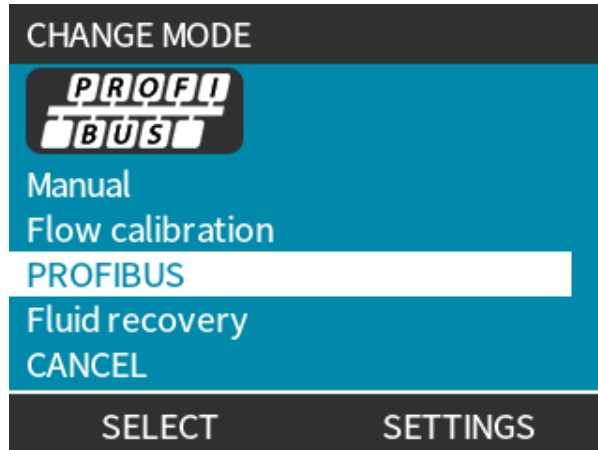 CHANGE MODE
PROFI
BUS
Manual
Flow calibration
PROFIBUS
Fluid recovery
CANCEL
SELECT SETTINGS